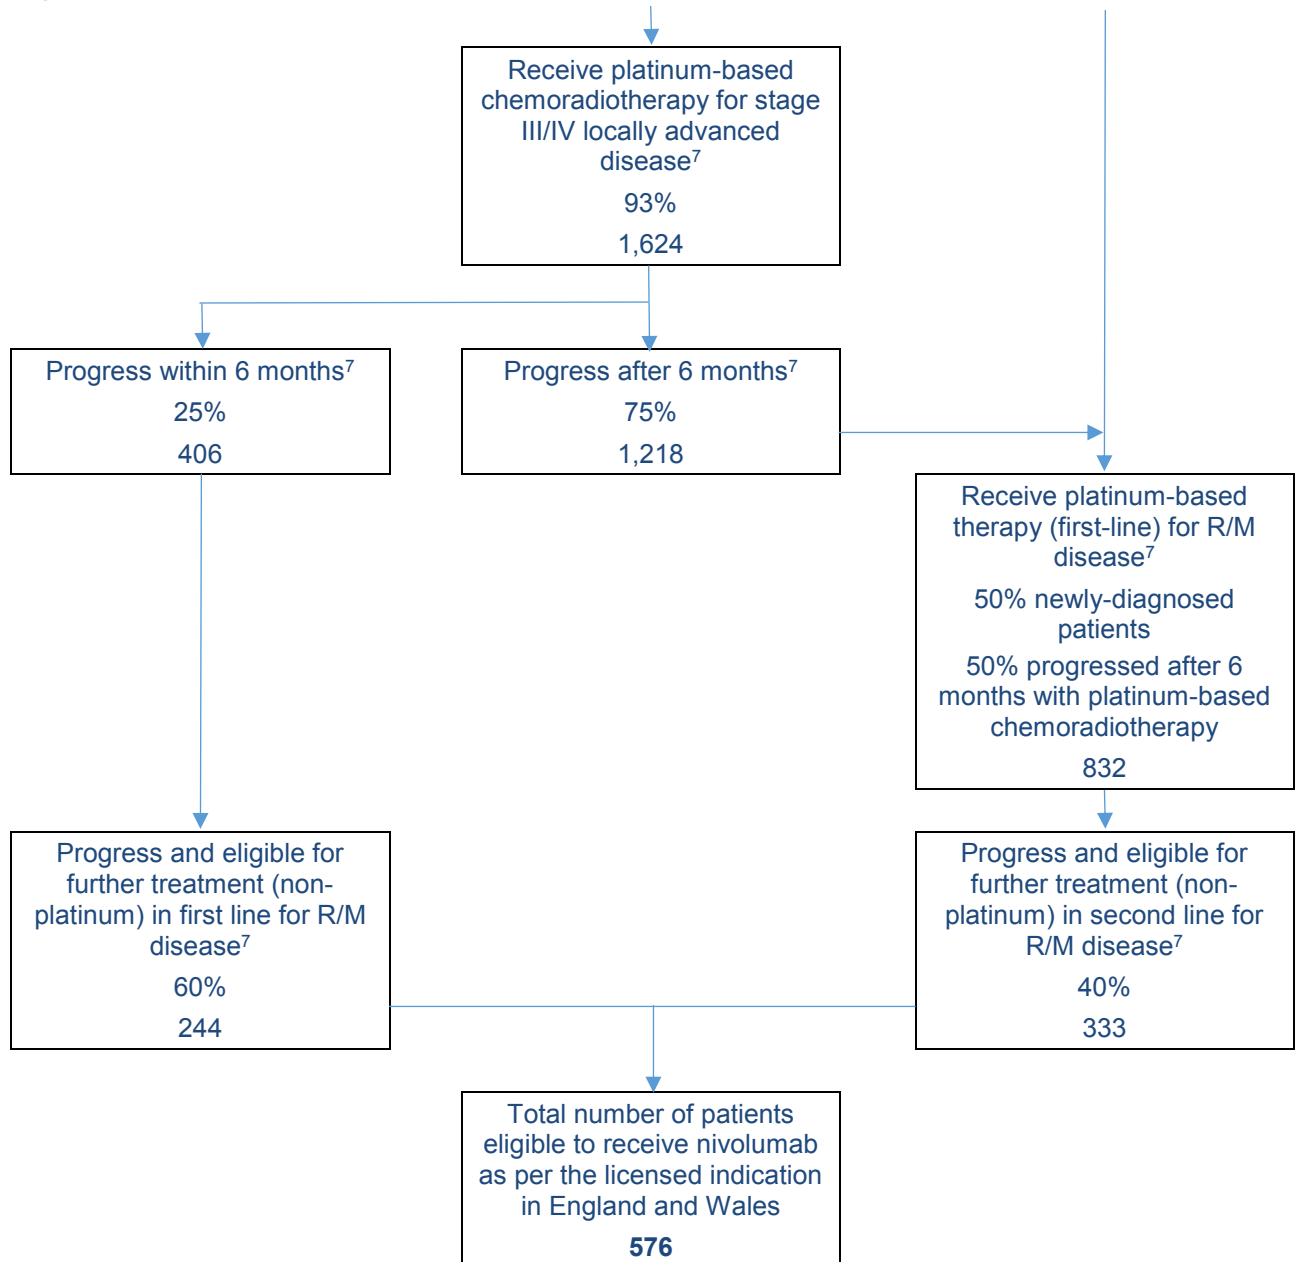 Receive platinum-based
chemoradiotherapy for stage
III/IV locally advanced
disease⁷
93%
1,624
Progress within 6 months⁷
25%
406
Progress after 6 months⁷
75%
1,218
Receive platinum-based
therapy (first-line) for R/M
disease⁷
50% newly-diagnosed
patients
50% progressed after 6
months with platinum-based
chemoradiotherapy
832
Progress and eligible for
further treatment (non-
platinum) in first line for R/M
disease⁷
60%
244
Progress and eligible for
further treatment (non-
platinum) in second line for
R/M disease⁷
40%
333
Total number of patients
eligible to receive nivolumab
as per the licensed indication
in England and Wales
576